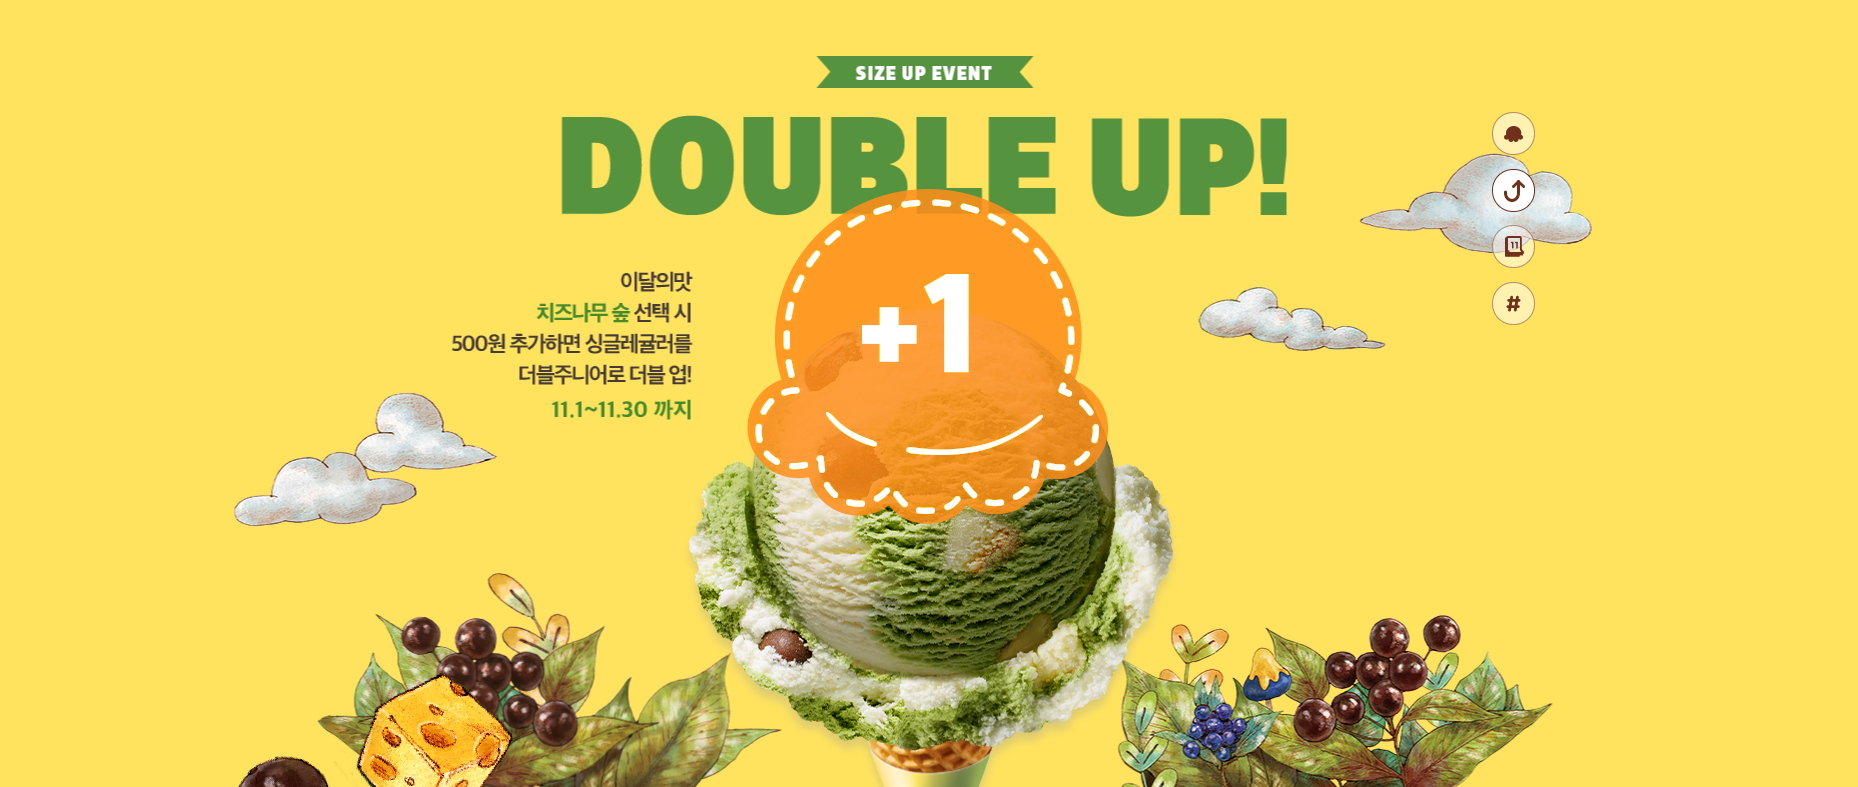 SIZE UP EVENT
DOUBLE UP!
+1
이달의맛
치즈나무 숲 선택 시
500원 추가하면 싱글레귤러를
더블주니어로 더블 업!
11.1~11.30 까지
11
#